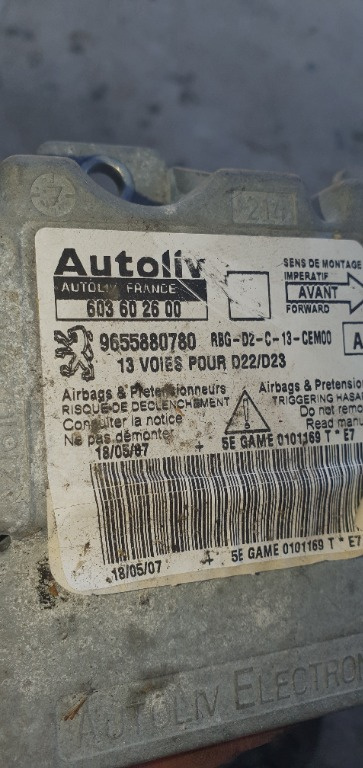 214
Autoliv
AUTOLIV FRANCE
603 60 26 00
SENS DE MONTAGE
IMPERATIF
AVANT
FORWARD
9655880780 RBG-D2-C-13-CEM00
A
13 VOIES POUR D22/D23
Airbags & Pretensionneurs
RISQUE DE DECLENCHEMENT
Consulter la notice
Ne pas démonter
Airbags & Pretension
TRIGGERING HASA
Do not remo
Read manu
18/05/07 + 5E GAME 0101169 T * E7
18/05/07 + 5E GAME 0101169 T * E7
AUTOLIV ELECTRON